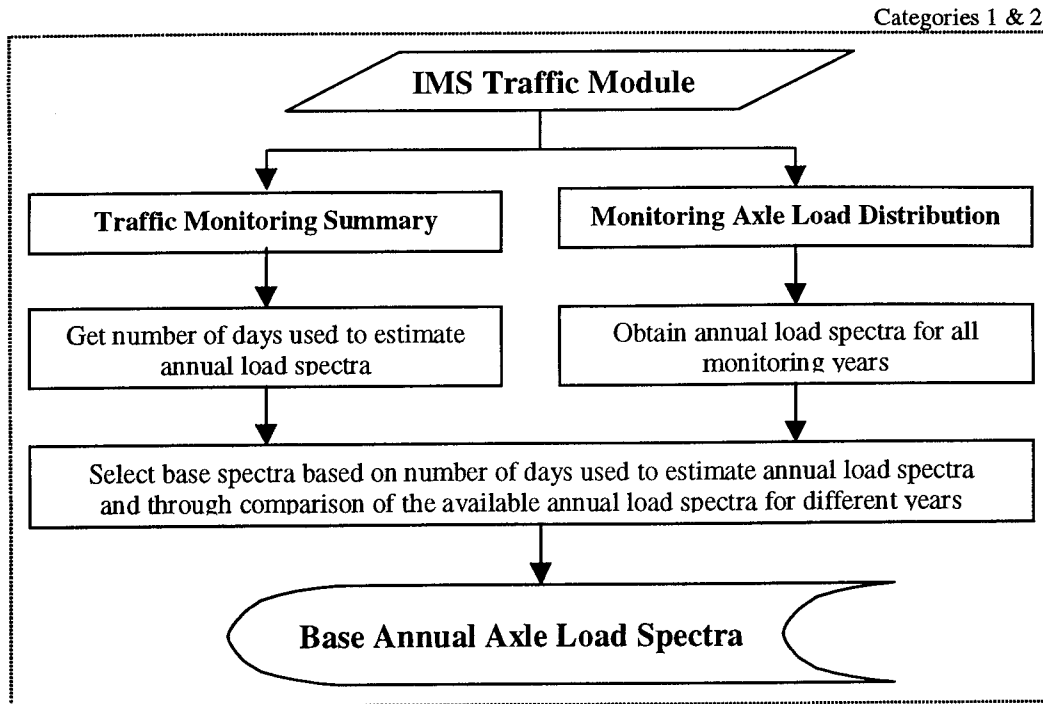 Categories 1 & 2
IMS Traffic Module
Traffic Monitoring Summary
Monitoring Axle Load Distribution
Get number of days used to estimate
annual load spectra
Obtain annual load spectra for all
monitoring years
Select base spectra based on number of days used to estimate annual load spectra
and through comparison of the available annual load spectra for different years
Base Annual Axle Load Spectra